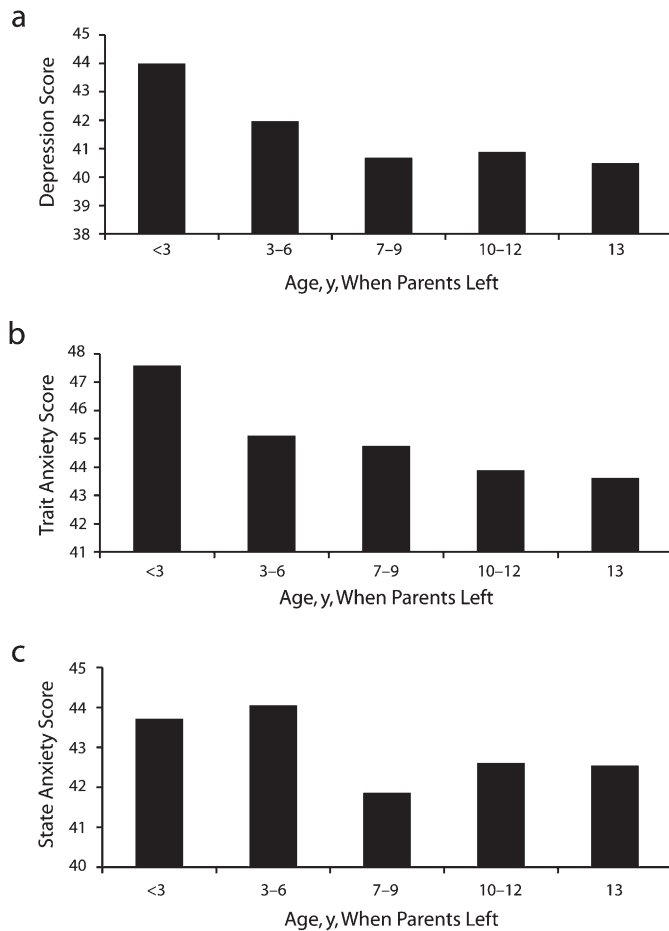 a
Depression Score
45
44
43
42
41
40
39
38
<3 3–6 7–9 10–12 13
Age, y, When Parents Left
b
Trait Anxiety Score
48
47
46
45
44
43
42
41
<3 3–6 7–9 10–12 13
Age, y, When Parents Left
c
State Anxiety Score
45
44
43
42
41
40
<3 3–6 7–9 10–12 13
Age, y, When Parents Left